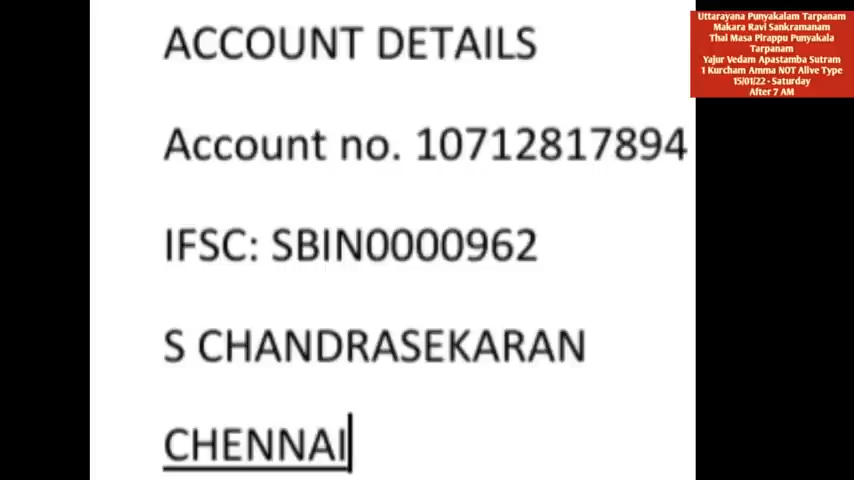 ACCOUNT DETAILS
Account no. 10712817894
IFSC: SBIN0000962
S CHANDRASEKARAN
CHENNAI
Uttarayana Punyakalam Tarpanam
Makara Ravi Sankramanam
Thai Masa Pirappu Punyakala
Tarpanam
Yajur Vedam Apastamba Sutram
1 Kurcham Amma NOT Alive Type
15/01/22 - Saturday
After 7 AM